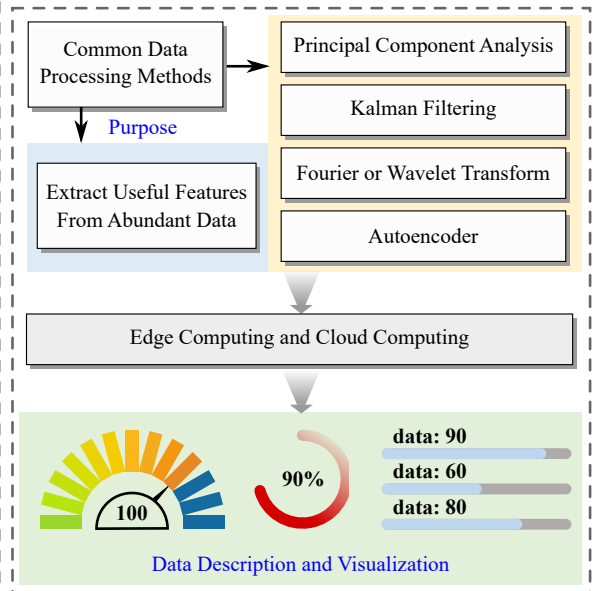 Common Data
Processing Methods
Purpose
Extract Useful Features
From Abundant Data
Principal Component Analysis
Kalman Filtering
Fourier or Wavelet Transform
Autoencoder
Edge Computing and Cloud Computing
100
90%
data: 90
data: 60
data: 80
Data Description and Visualization